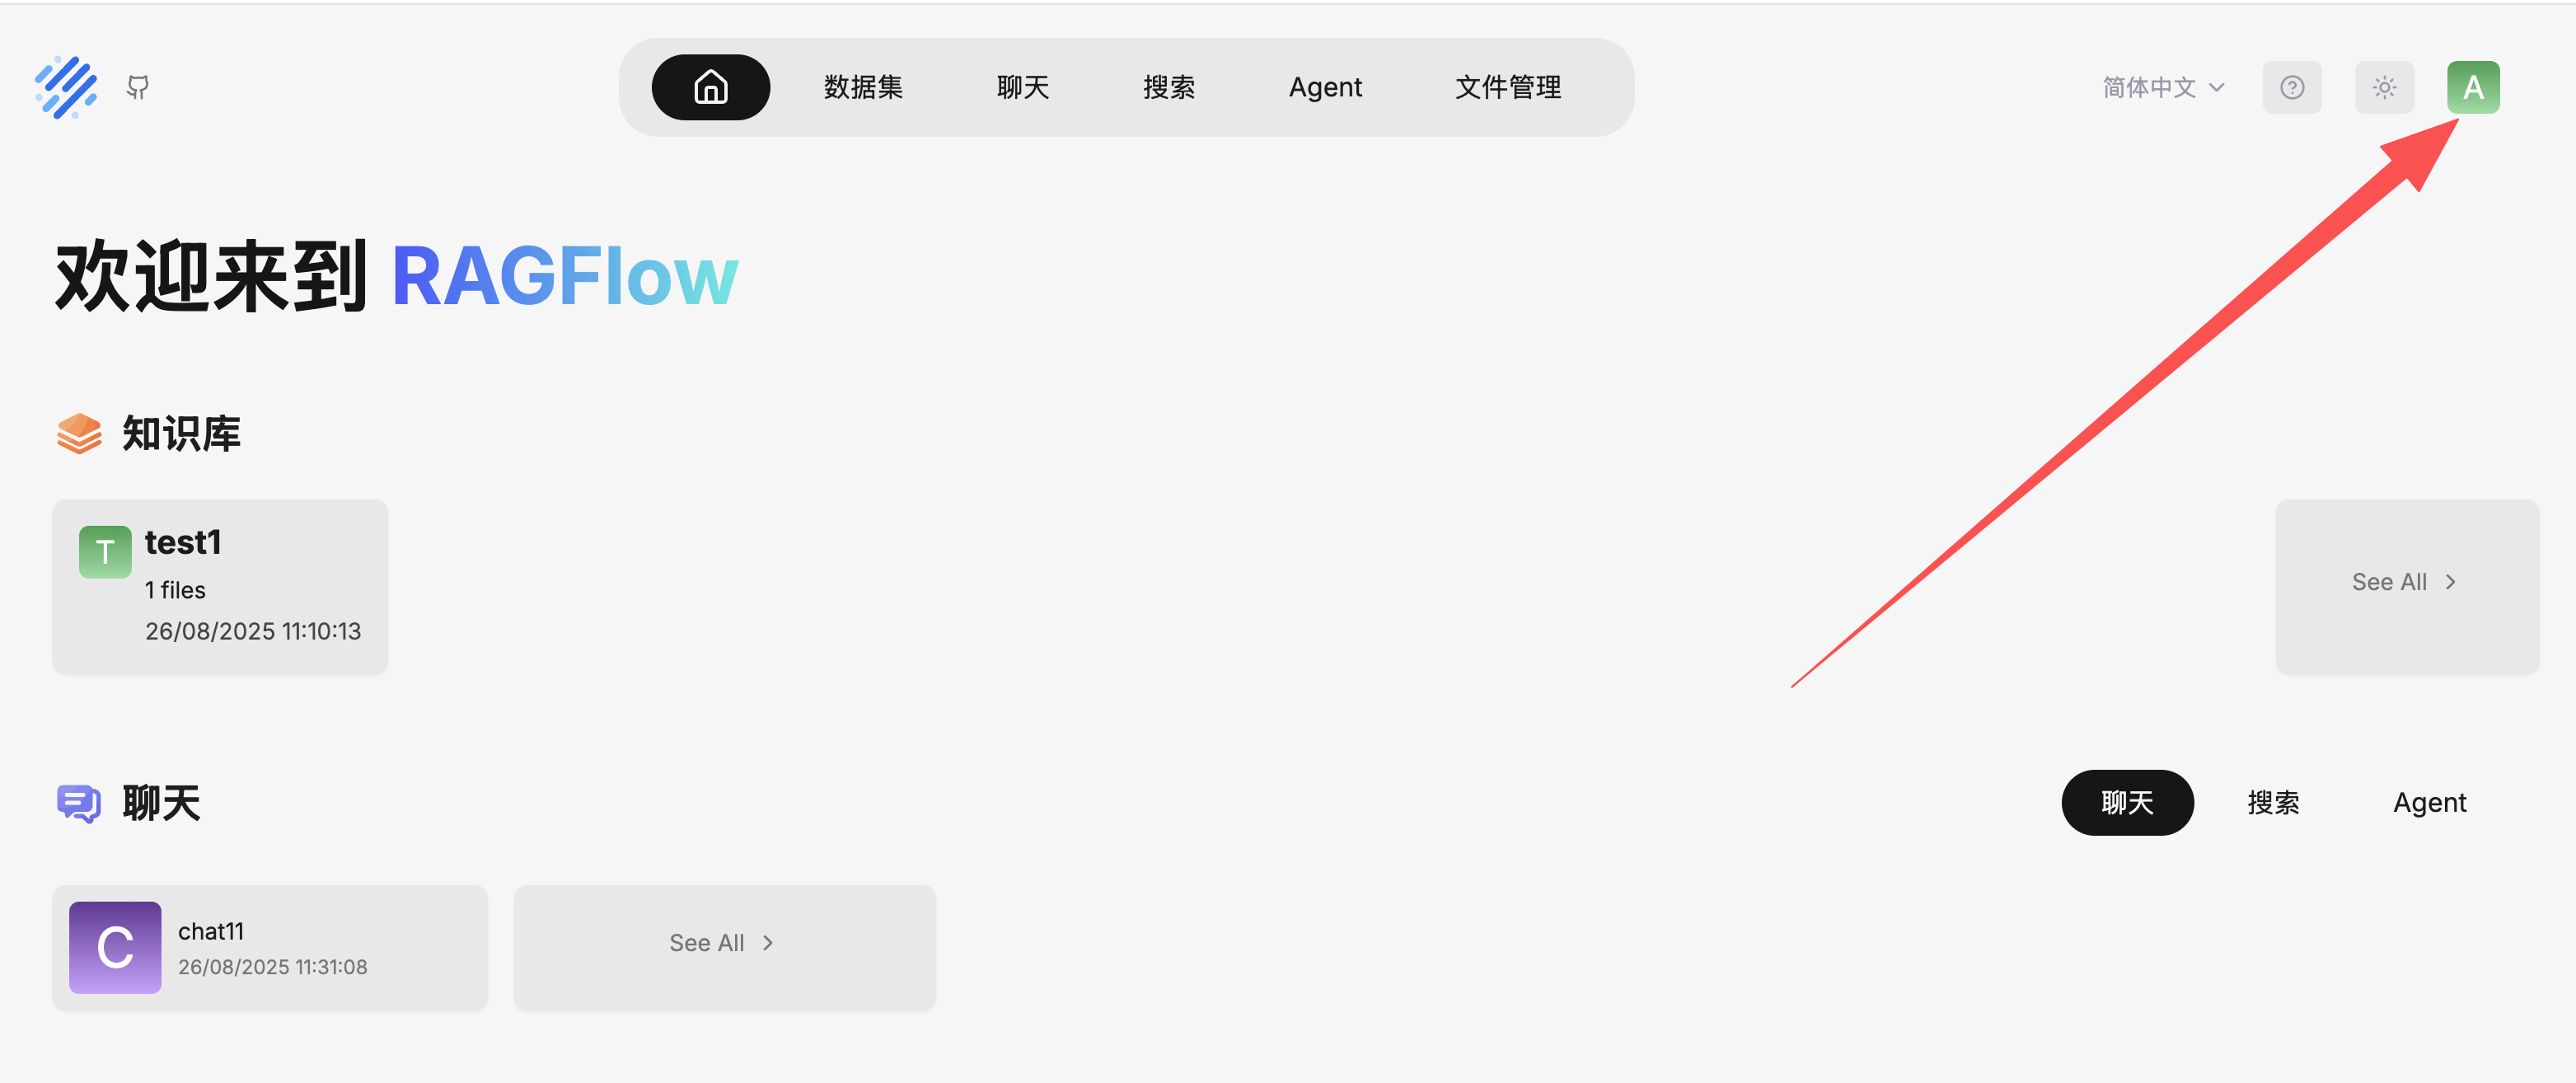 数据集 聊天 搜索 Agent 文件管理 简体中文 A
欢迎来到 RAGFlow
知识库
T test1
1 files
26/08/2025 11:10:13
See All
聊天 聊天 搜索 Agent
C chat11
26/08/2025 11:31:08
See All